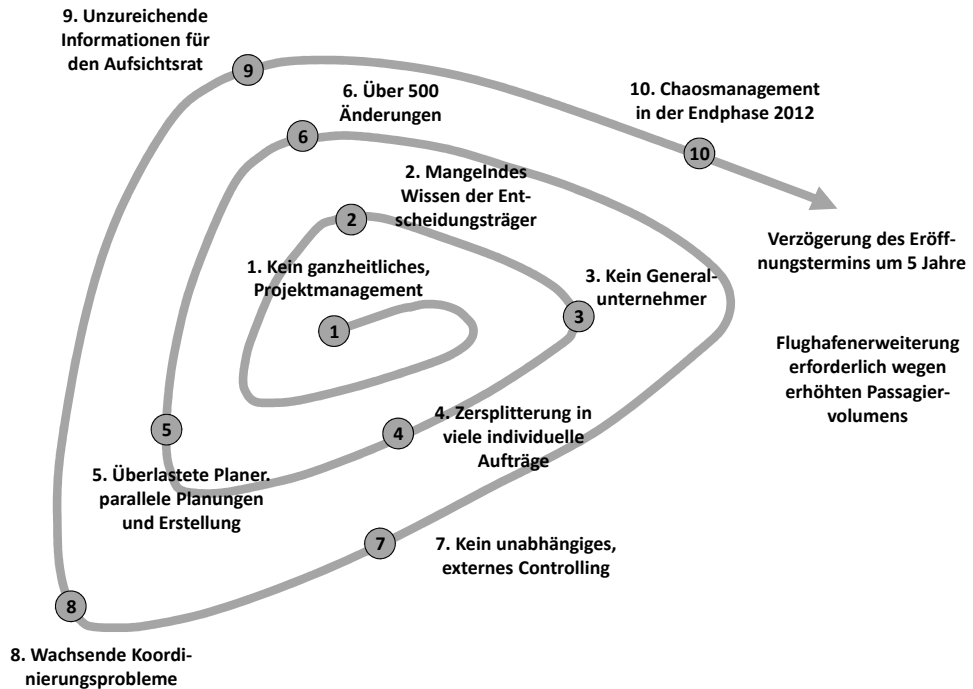 9. Unzureichende
Informationen für
den Aufsichtsrat
9
6. Über 500
Änderungen
6
10. Chaosmanagement
in der Endphase 2012
10
2. Mangelndes
Wissen der Ent-
scheidungsträger
2
Verzögerung des Eröff-
nungstermins um 5 Jahre
1. Kein ganzheitliches,
Projektmanagement
1
3. Kein General-
unternehmer
3
Flughafenerweiterung
erforderlich wegen
erhöhten Passagier-
volumens
4. Zersplitterung in
viele individuelle
Aufträge
4
5
5. Überlastete Planer.
parallele Planungen
und Erstellung
7
7. Kein unabhängiges,
externes Controlling
8
8. Wachsende Koordi-
nierungsprobleme